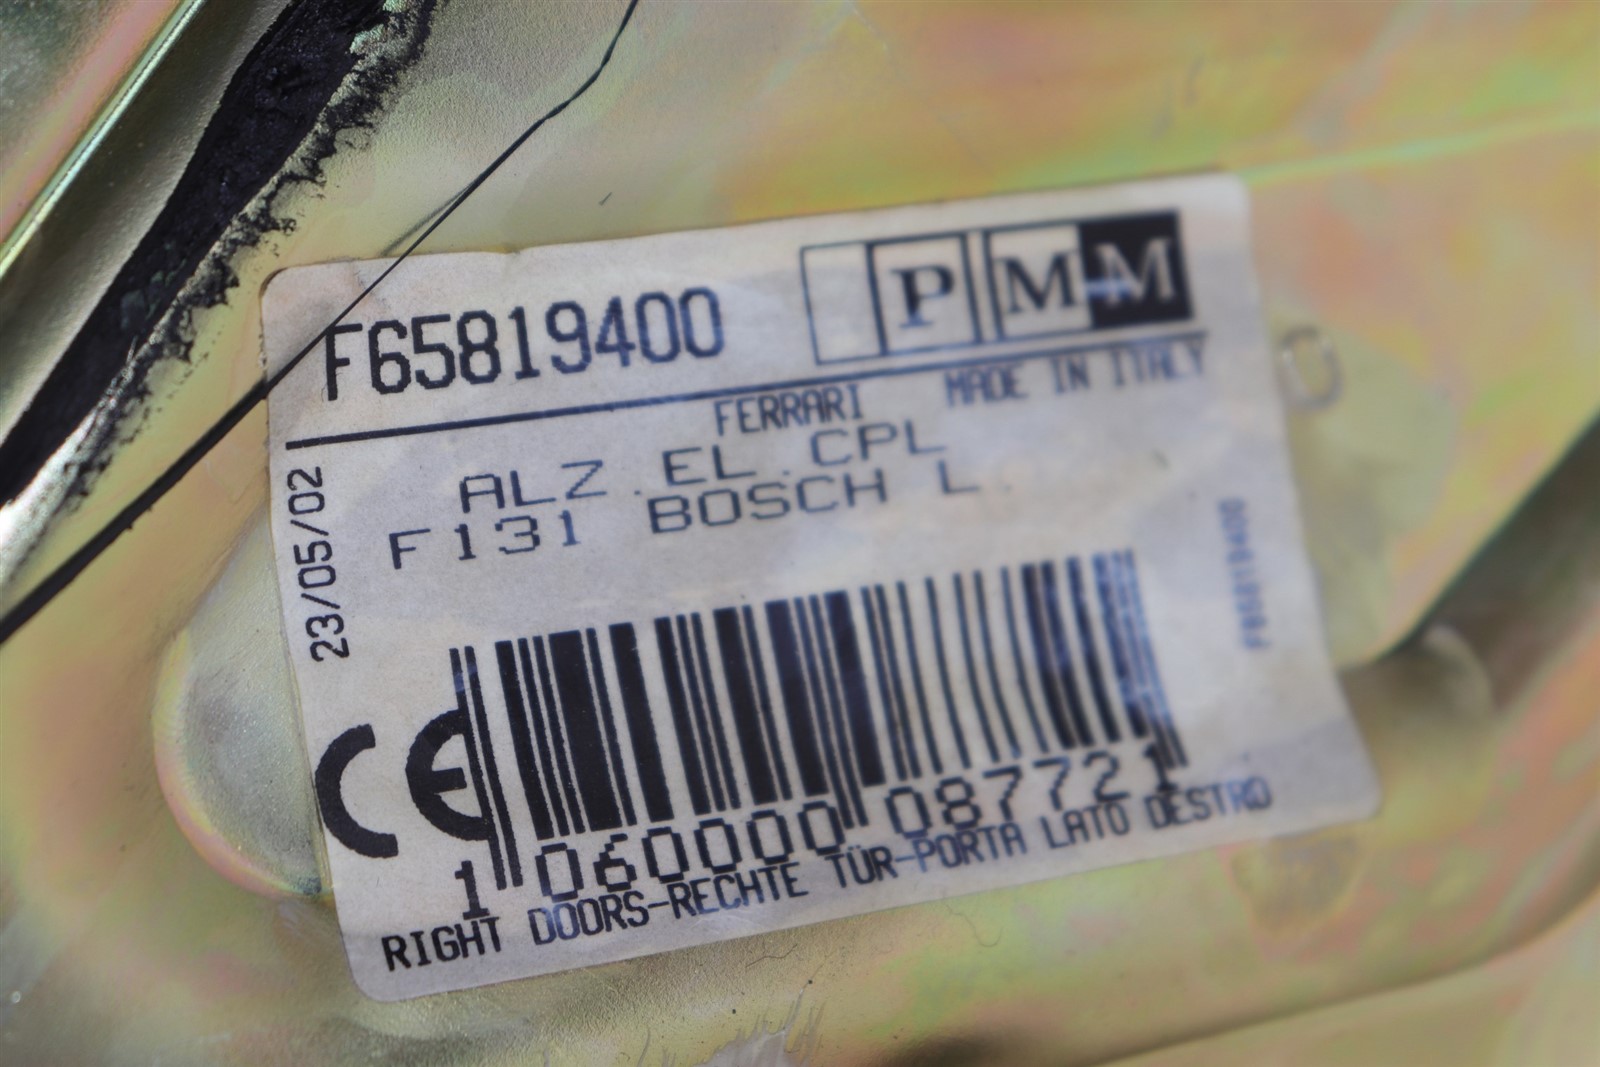 F65819400
P MM
FERRARI
MADE IN ITALY
ALZ.EL.CPL
F131 BOSCH L.
23/05/02
F65819400
CE
1 060000 087721
RIGHT DOORS-RECHTE TÜR-PORTA LATO DESTRO